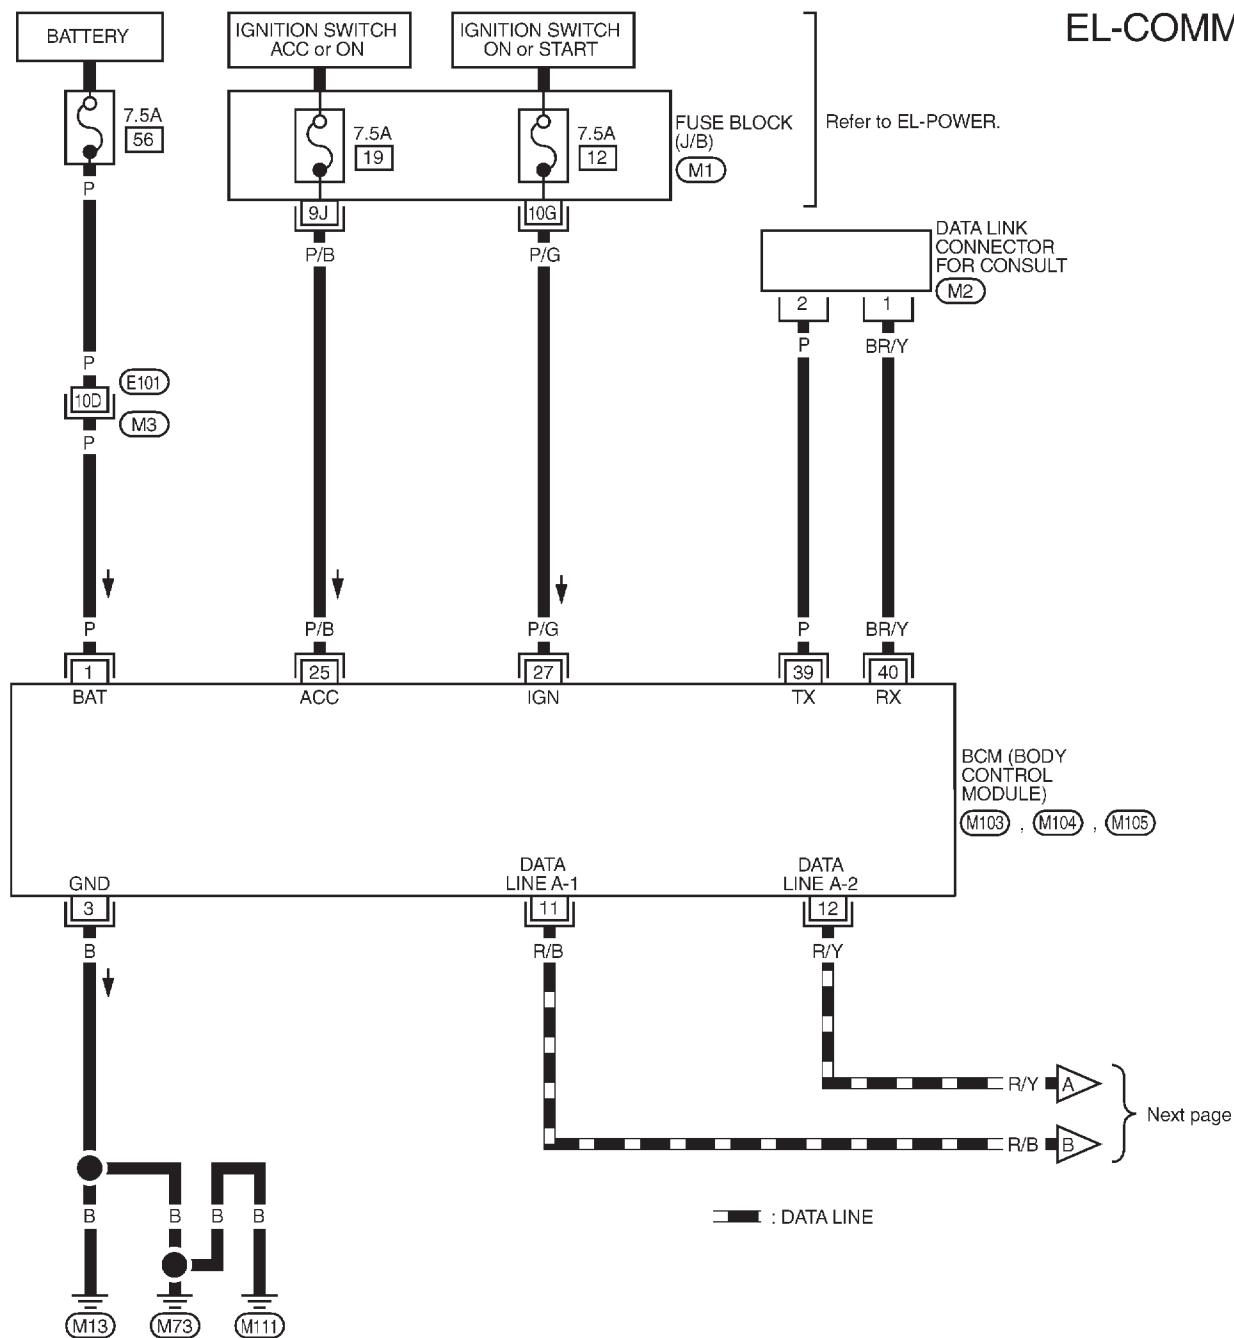 EL-COMM
BATTERY
IGNITION SWITCH
ACC or ON
IGNITION SWITCH
ON or START
7.5A
56
7.5A
19
7.5A
12
FUSE BLOCK
(J/B)
M1
Refer to EL-POWER.
P
9J
10G
P/B
P/G
DATA LINK
CONNECTOR
FOR CONSULT
M2
2
1
P
BR/Y
P
E101
10D
M3
P
P
P/B
P/G
P
BR/Y
1
25
27
39
40
BAT
ACC
IGN
TX
RX
BCM (BODY
CONTROL
MODULE)
M103 , M104 , M105
GND
DATA
LINE A-1
DATA
LINE A-2
3
11
12
B
R/B
R/Y
R/Y
A
Next page
R/B
B
B
B
B
B
: DATA LINE
M13
M73
M111